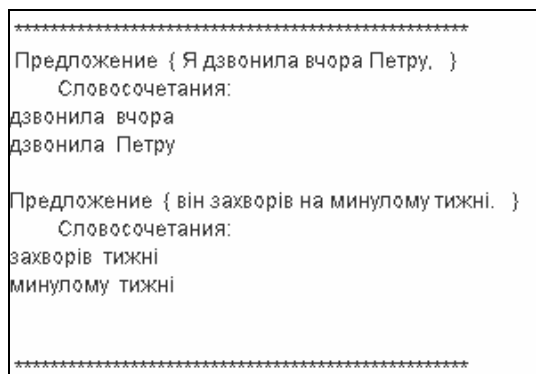 ***************************************************
Предложение { Я дзвонила вчора Петру, }
Словосочетания:
дзвонила вчора
дзвонила Петру
Предложение { він захворів на минулому тижні. }
Словосочетания:
захворів тижні
минулому тижні
***************************************************